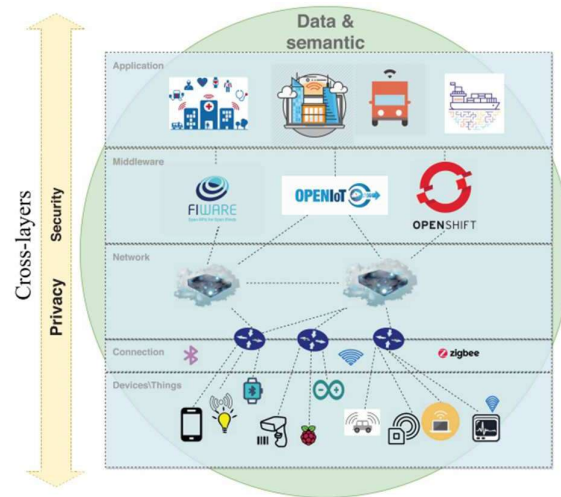 Data &
semantic
Application
Middleware
FIWARE
OPENIoT
OPENSHIFT
Network
Connection
zigbee
Devices\Things
Cross-layers
Privacy
Security